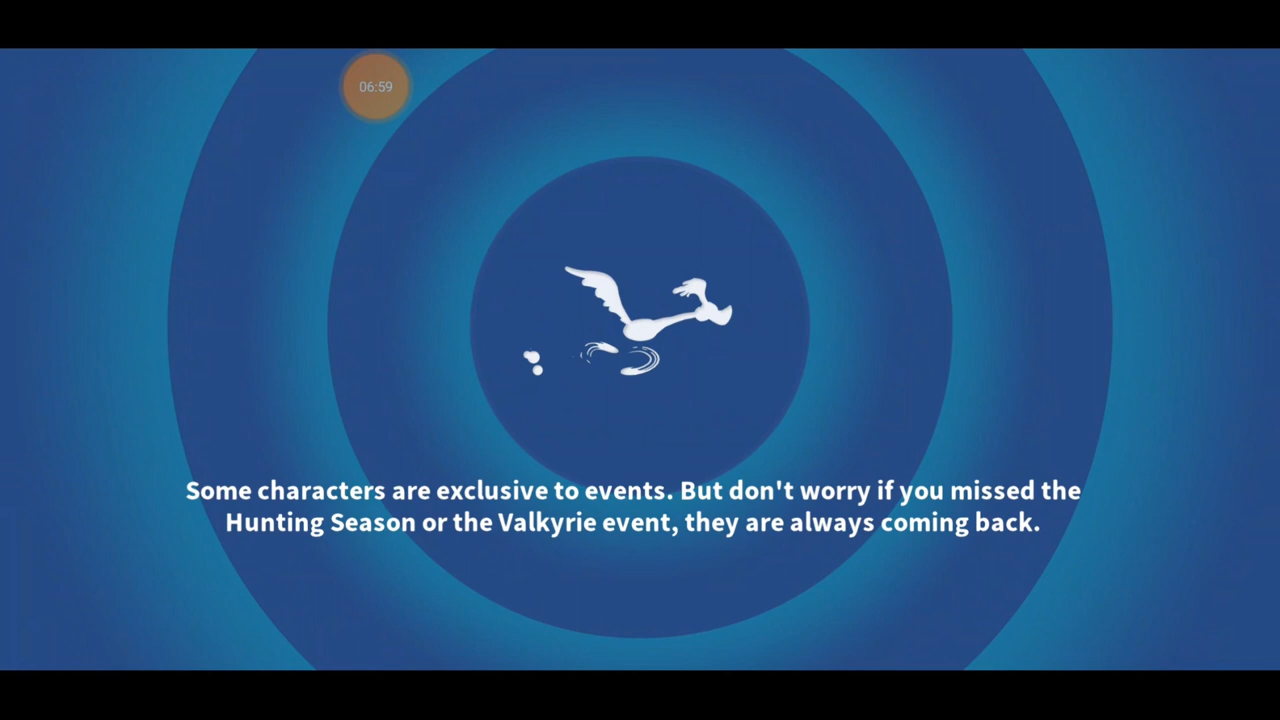 06:59
Some characters are exclusive to events. But don't worry if you missed the
Hunting Season or the Valkyrie event, they are always coming back.